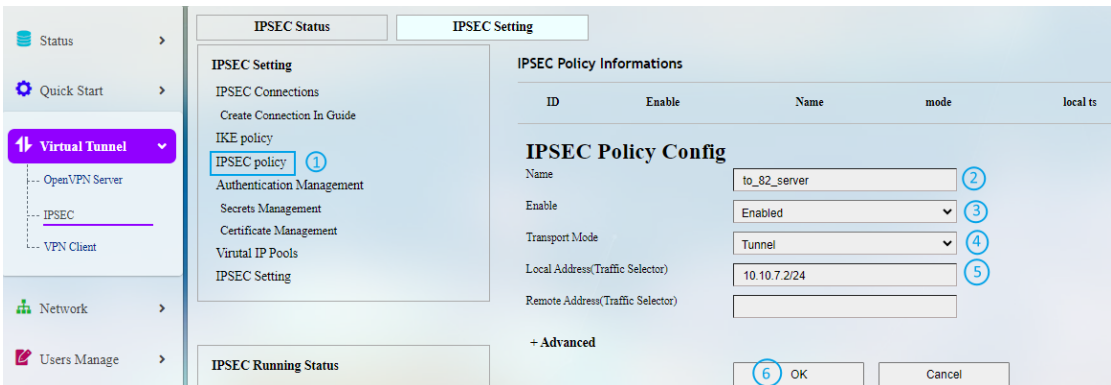 Status
Quick Start
Virtual Tunnel
--- OpenVPN Server
--- IPSEC
--- VPN Client
Network
Users Manage
IPSEC Status
IPSEC Setting
IPSEC Setting
IPSEC Connections
Create Connection In Guide
IKE policy
IPSEC policy 1
Authentication Management
Secrets Management
Certificate Management
Virutal IP Pools
IPSEC Setting
IPSEC Running Status
IPSEC Policy Informations
ID Enable Name mode local ts
IPSEC Policy Config
Name to_82_server 2
Enable Enabled 3
Transport Mode Tunnel 4
Local Address(Traffic Selector) 10.10.7.2/24 5
Remote Address(Traffic Selector)
+ Advanced
6 OK Cancel